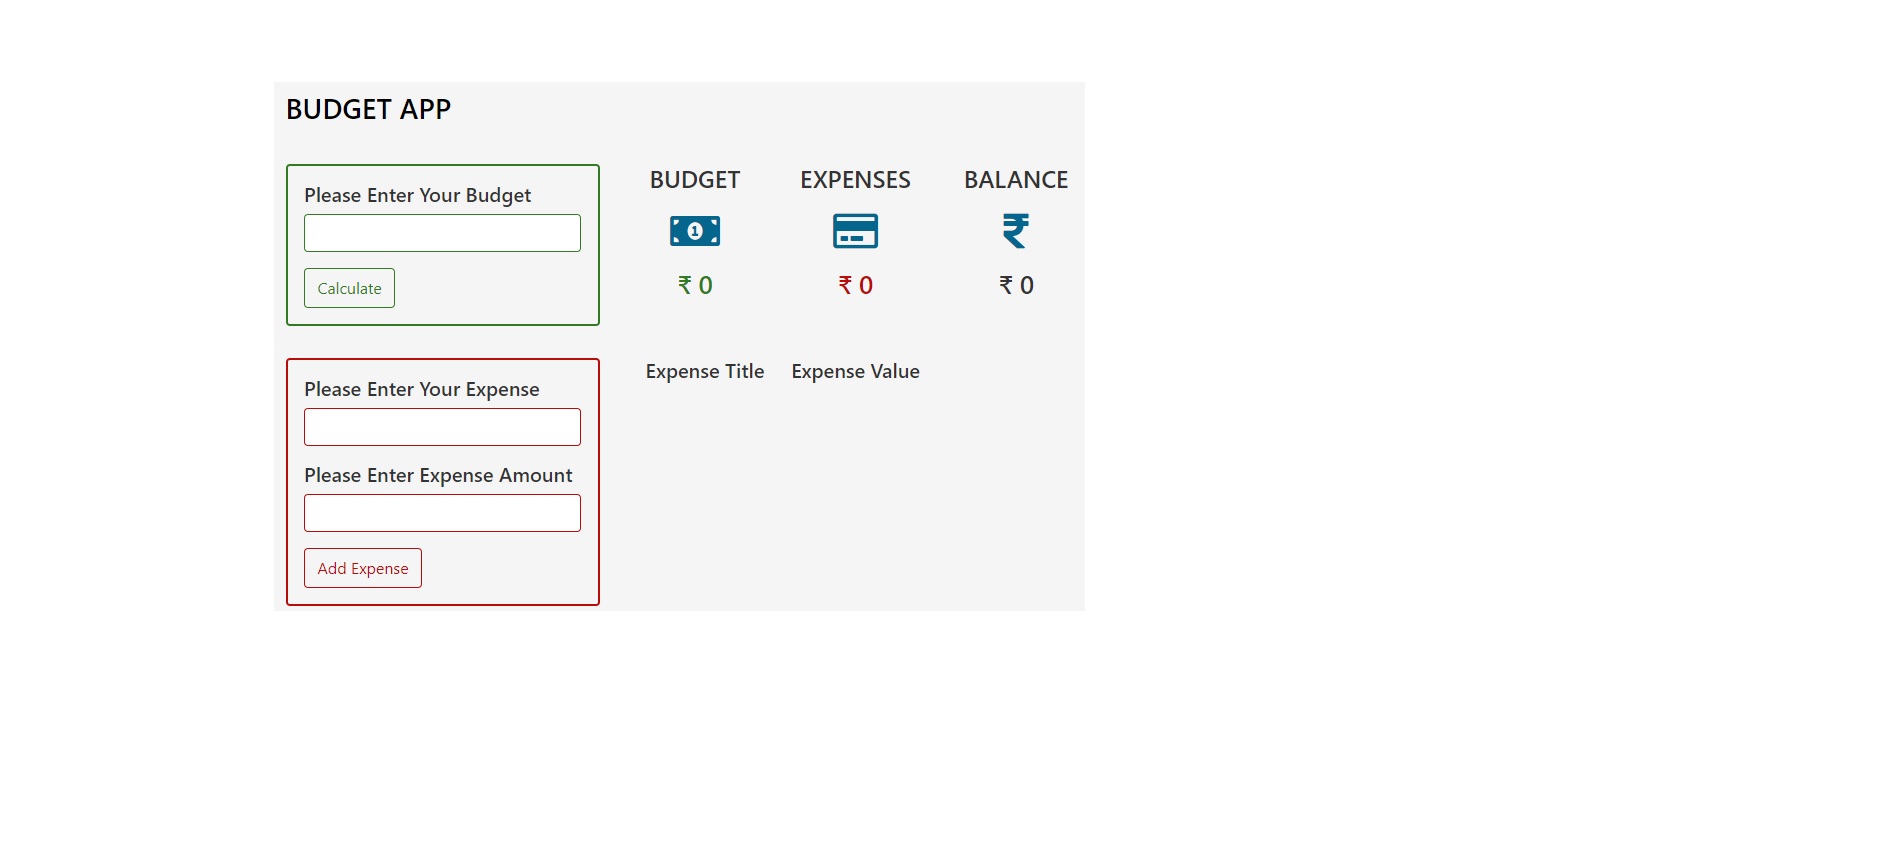 BUDGET APP
Please Enter Your Budget
Calculate
BUDGET EXPENSES BALANCE
1
₹ 
₹ 0 ₹ 0 ₹ 0
Please Enter Your Expense
Please Enter Expense Amount
Add Expense
Expense Title Expense Value